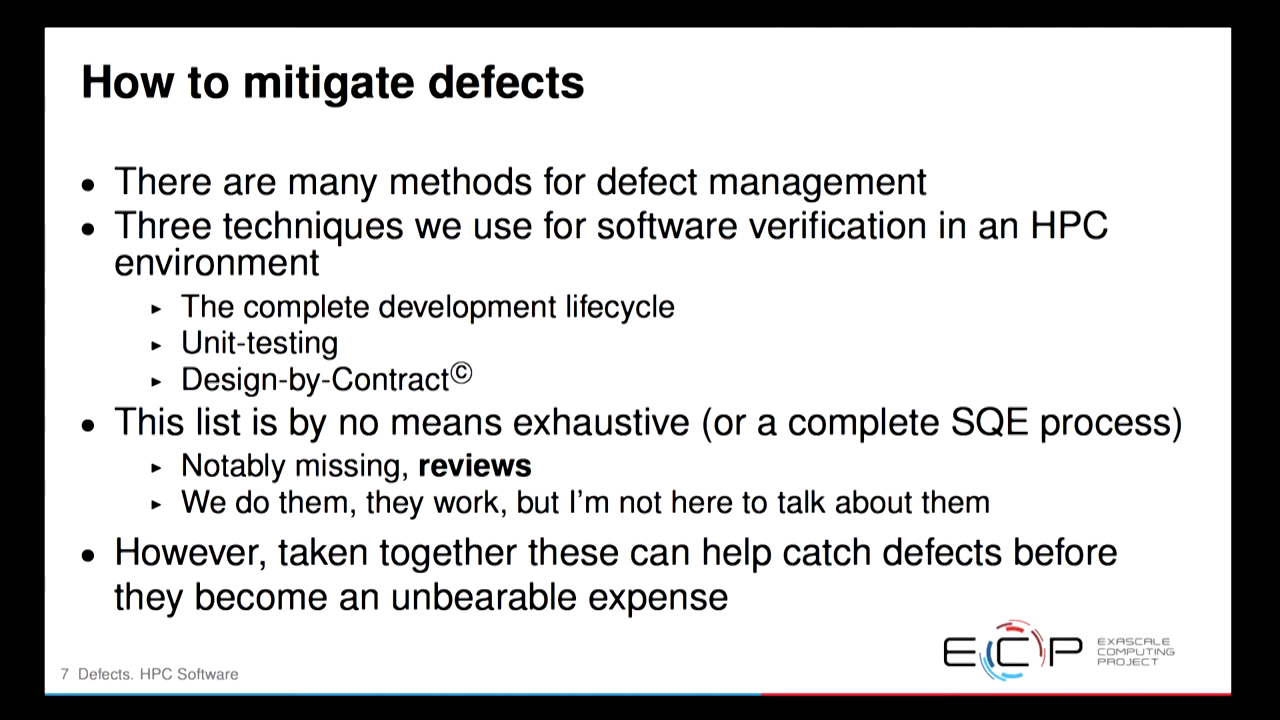 How to mitigate defects
• There are many methods for defect management
• Three techniques we use for software verification in an HPC
environment
▸ The complete development lifecycle
▸ Unit-testing
▸ Design-by-Contract©
• This list is by no means exhaustive (or a complete SQE process)
▸ Notably missing, reviews
▸ We do them, they work, but I'm not here to talk about them
• However, taken together these can help catch defects before
they become an unbearable expense
ECP
EXASCALE
COMPUTING
PROJECT
7 Defects. HPC Software